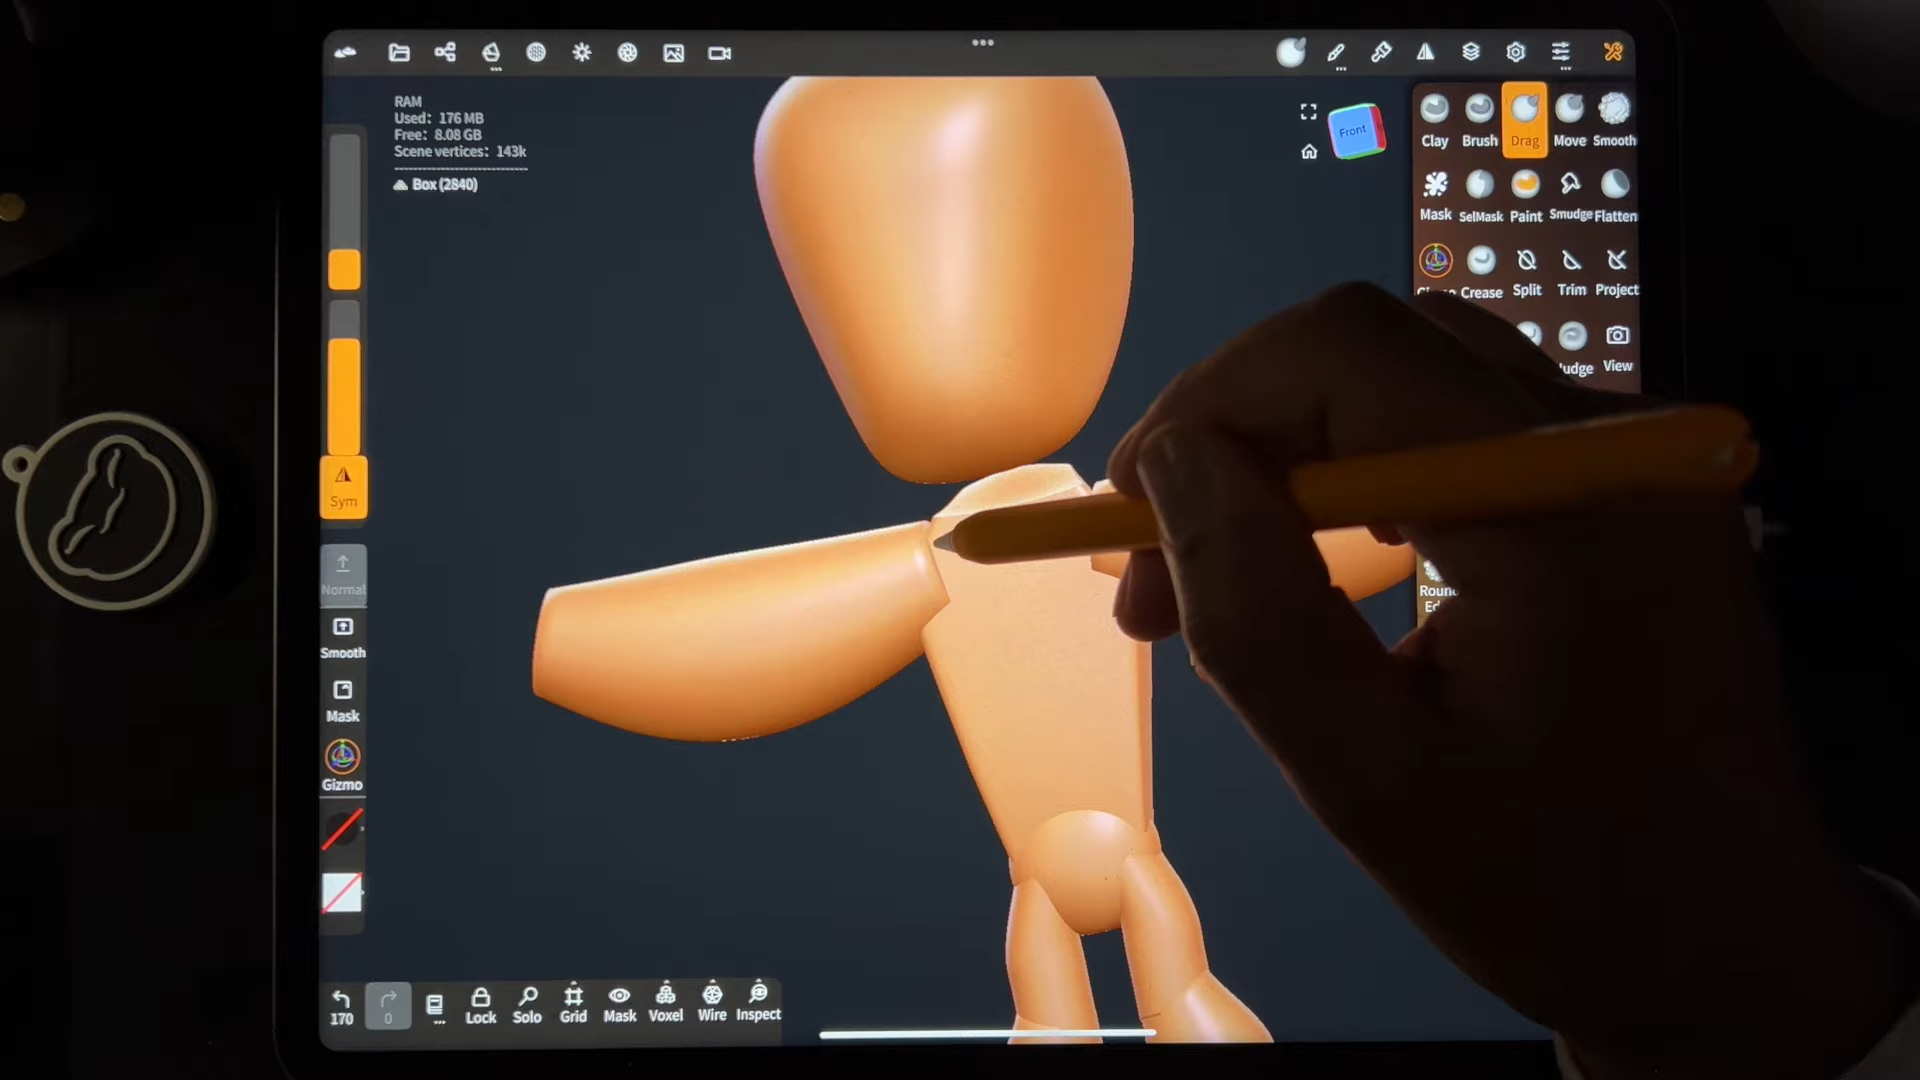 RAM
Used: 176 MB
Free: 8.08 GB
Scene vertices: 143k
Box (2840)
Front
Clay Brush Drag Move Smooth
Mask SelMask Paint Smudge Flatten
Crease Split Trim Project
View
Sym
Normal
Smooth
Mask
Gizmo
170 0 Lock Solo Grid Mask Voxel Wire Inspect